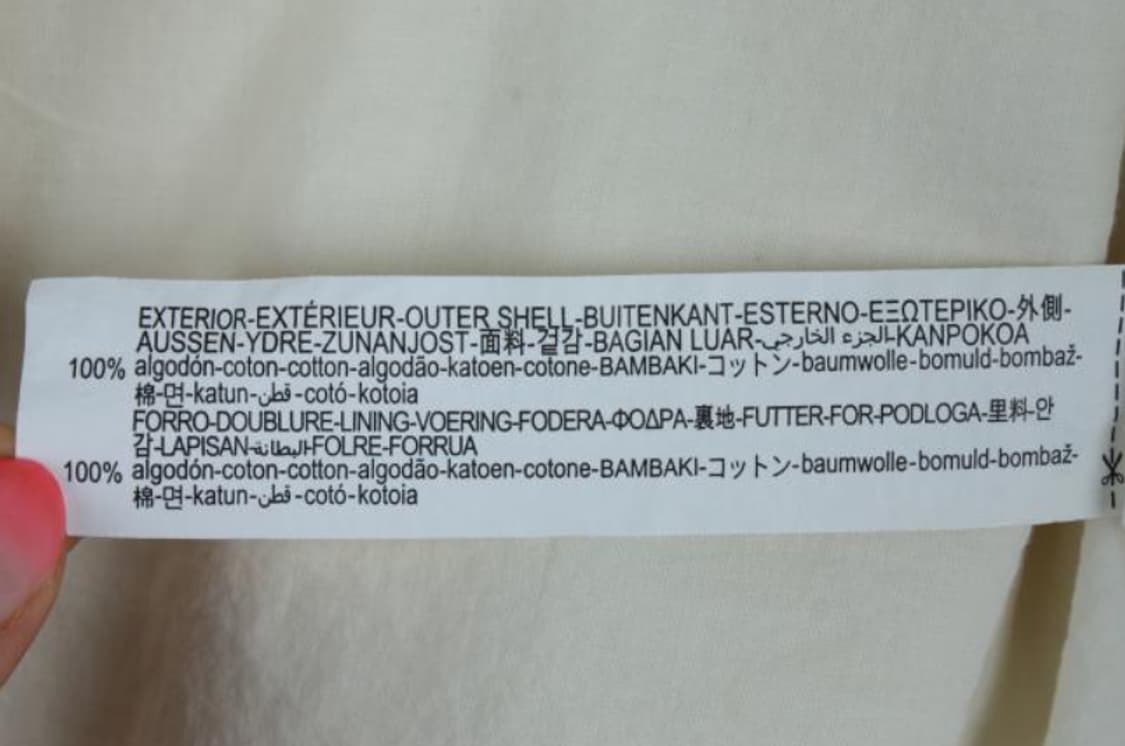 EXTERIOR-EXTÉRIEUR-OUTER SHELL-BUITENKANT-ESTERNO-ΕΞΩΤΕΡΙΚΟ-外側-
AUSSEN-YDRE-ZUNANJOST-面料-겉감-BAGIAN LUAR-الجزء الخارجي-KANPOKOA
100% algodón-coton-cotton-algodão-katoen-cotone-BAMBAKI-コットン-baumwolle-bomuld-bombaž-
棉-면-katun-قطن-cotó-kotoia
FORRO-DOUBLURE-LINING-VOERING-FODERA-ΦΟΔΡΑ-裏地-FUTTER-FOR-PODLOGA-里料-안
감-LAPISAN-البطانة-FOLRE-FORRUA
100% algodón-coton-cotton-algodão-katoen-cotone-BAMBAKI-コットン-baumwolle-bomuld-bombaž-
棉-면-katun-قطن-cotó-kotoia